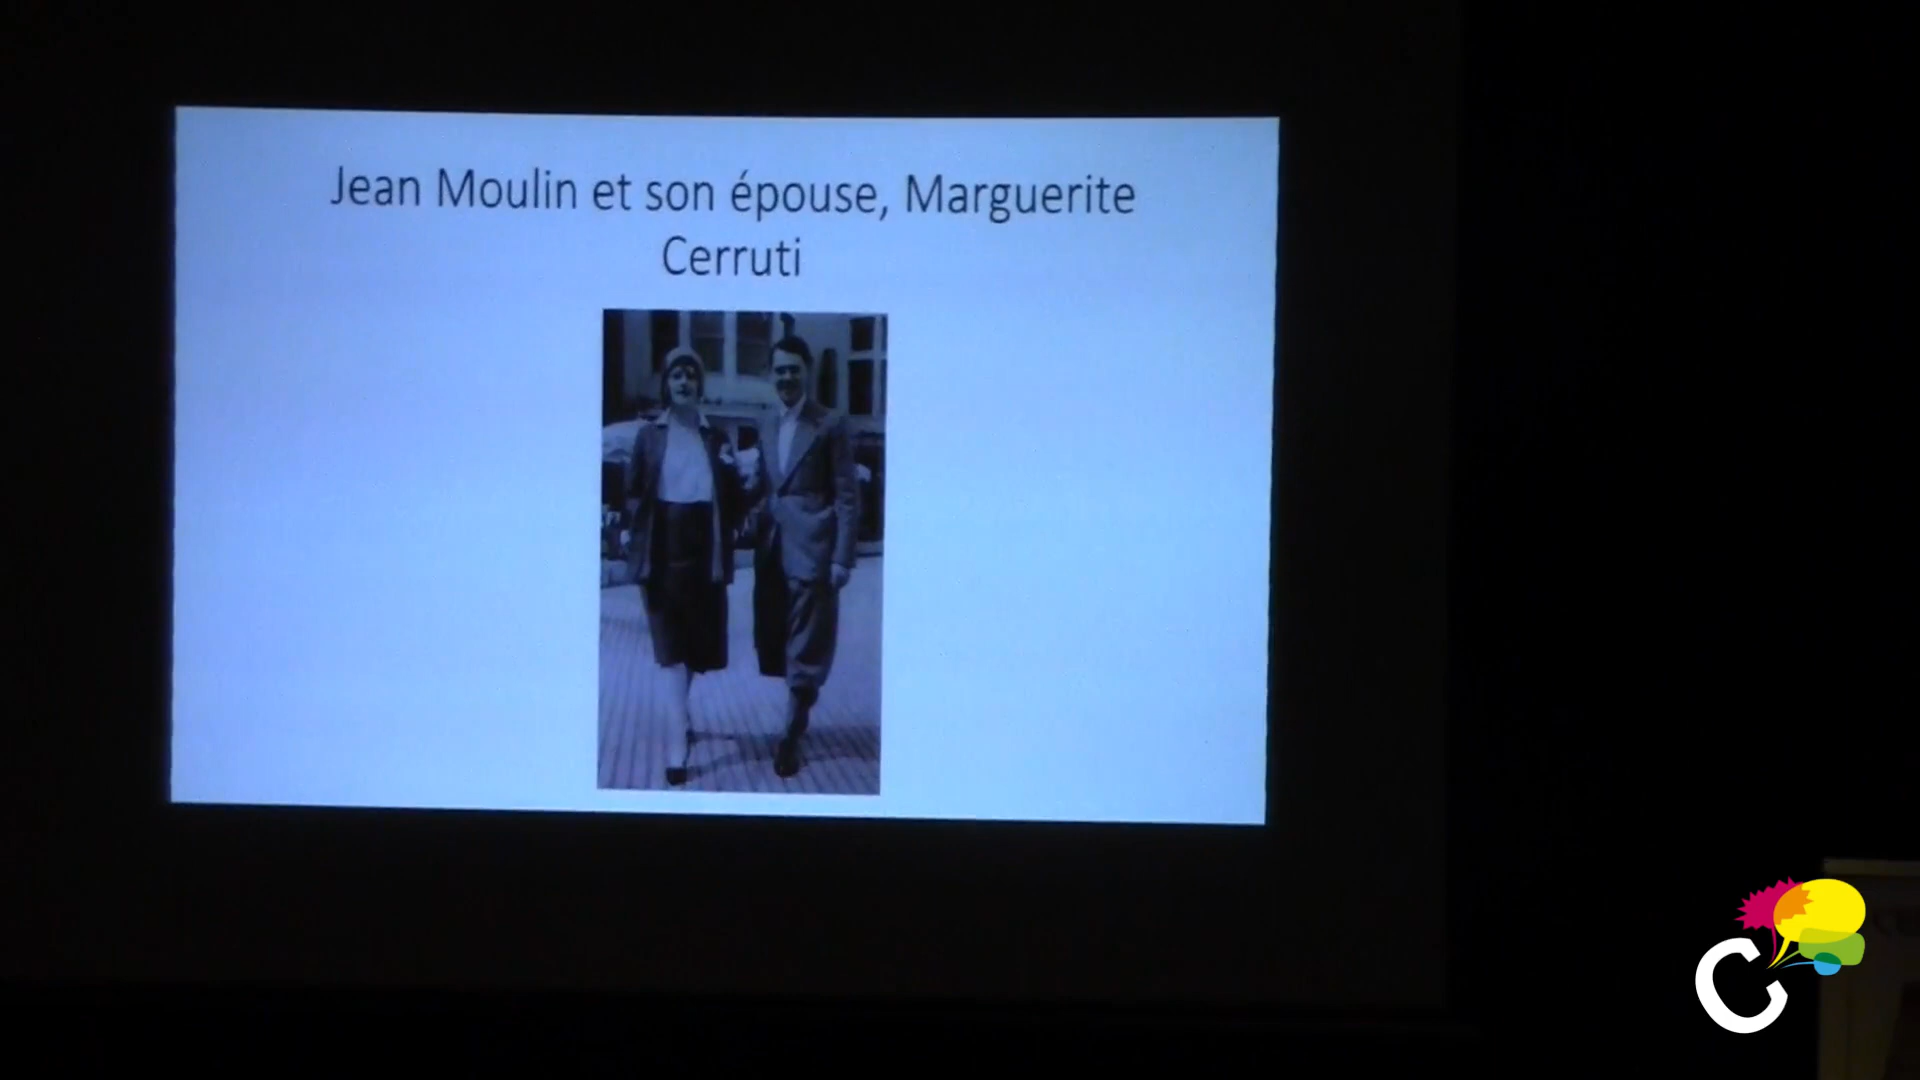 Jean Moulin et son épouse, Marguerite
Cerruti
C